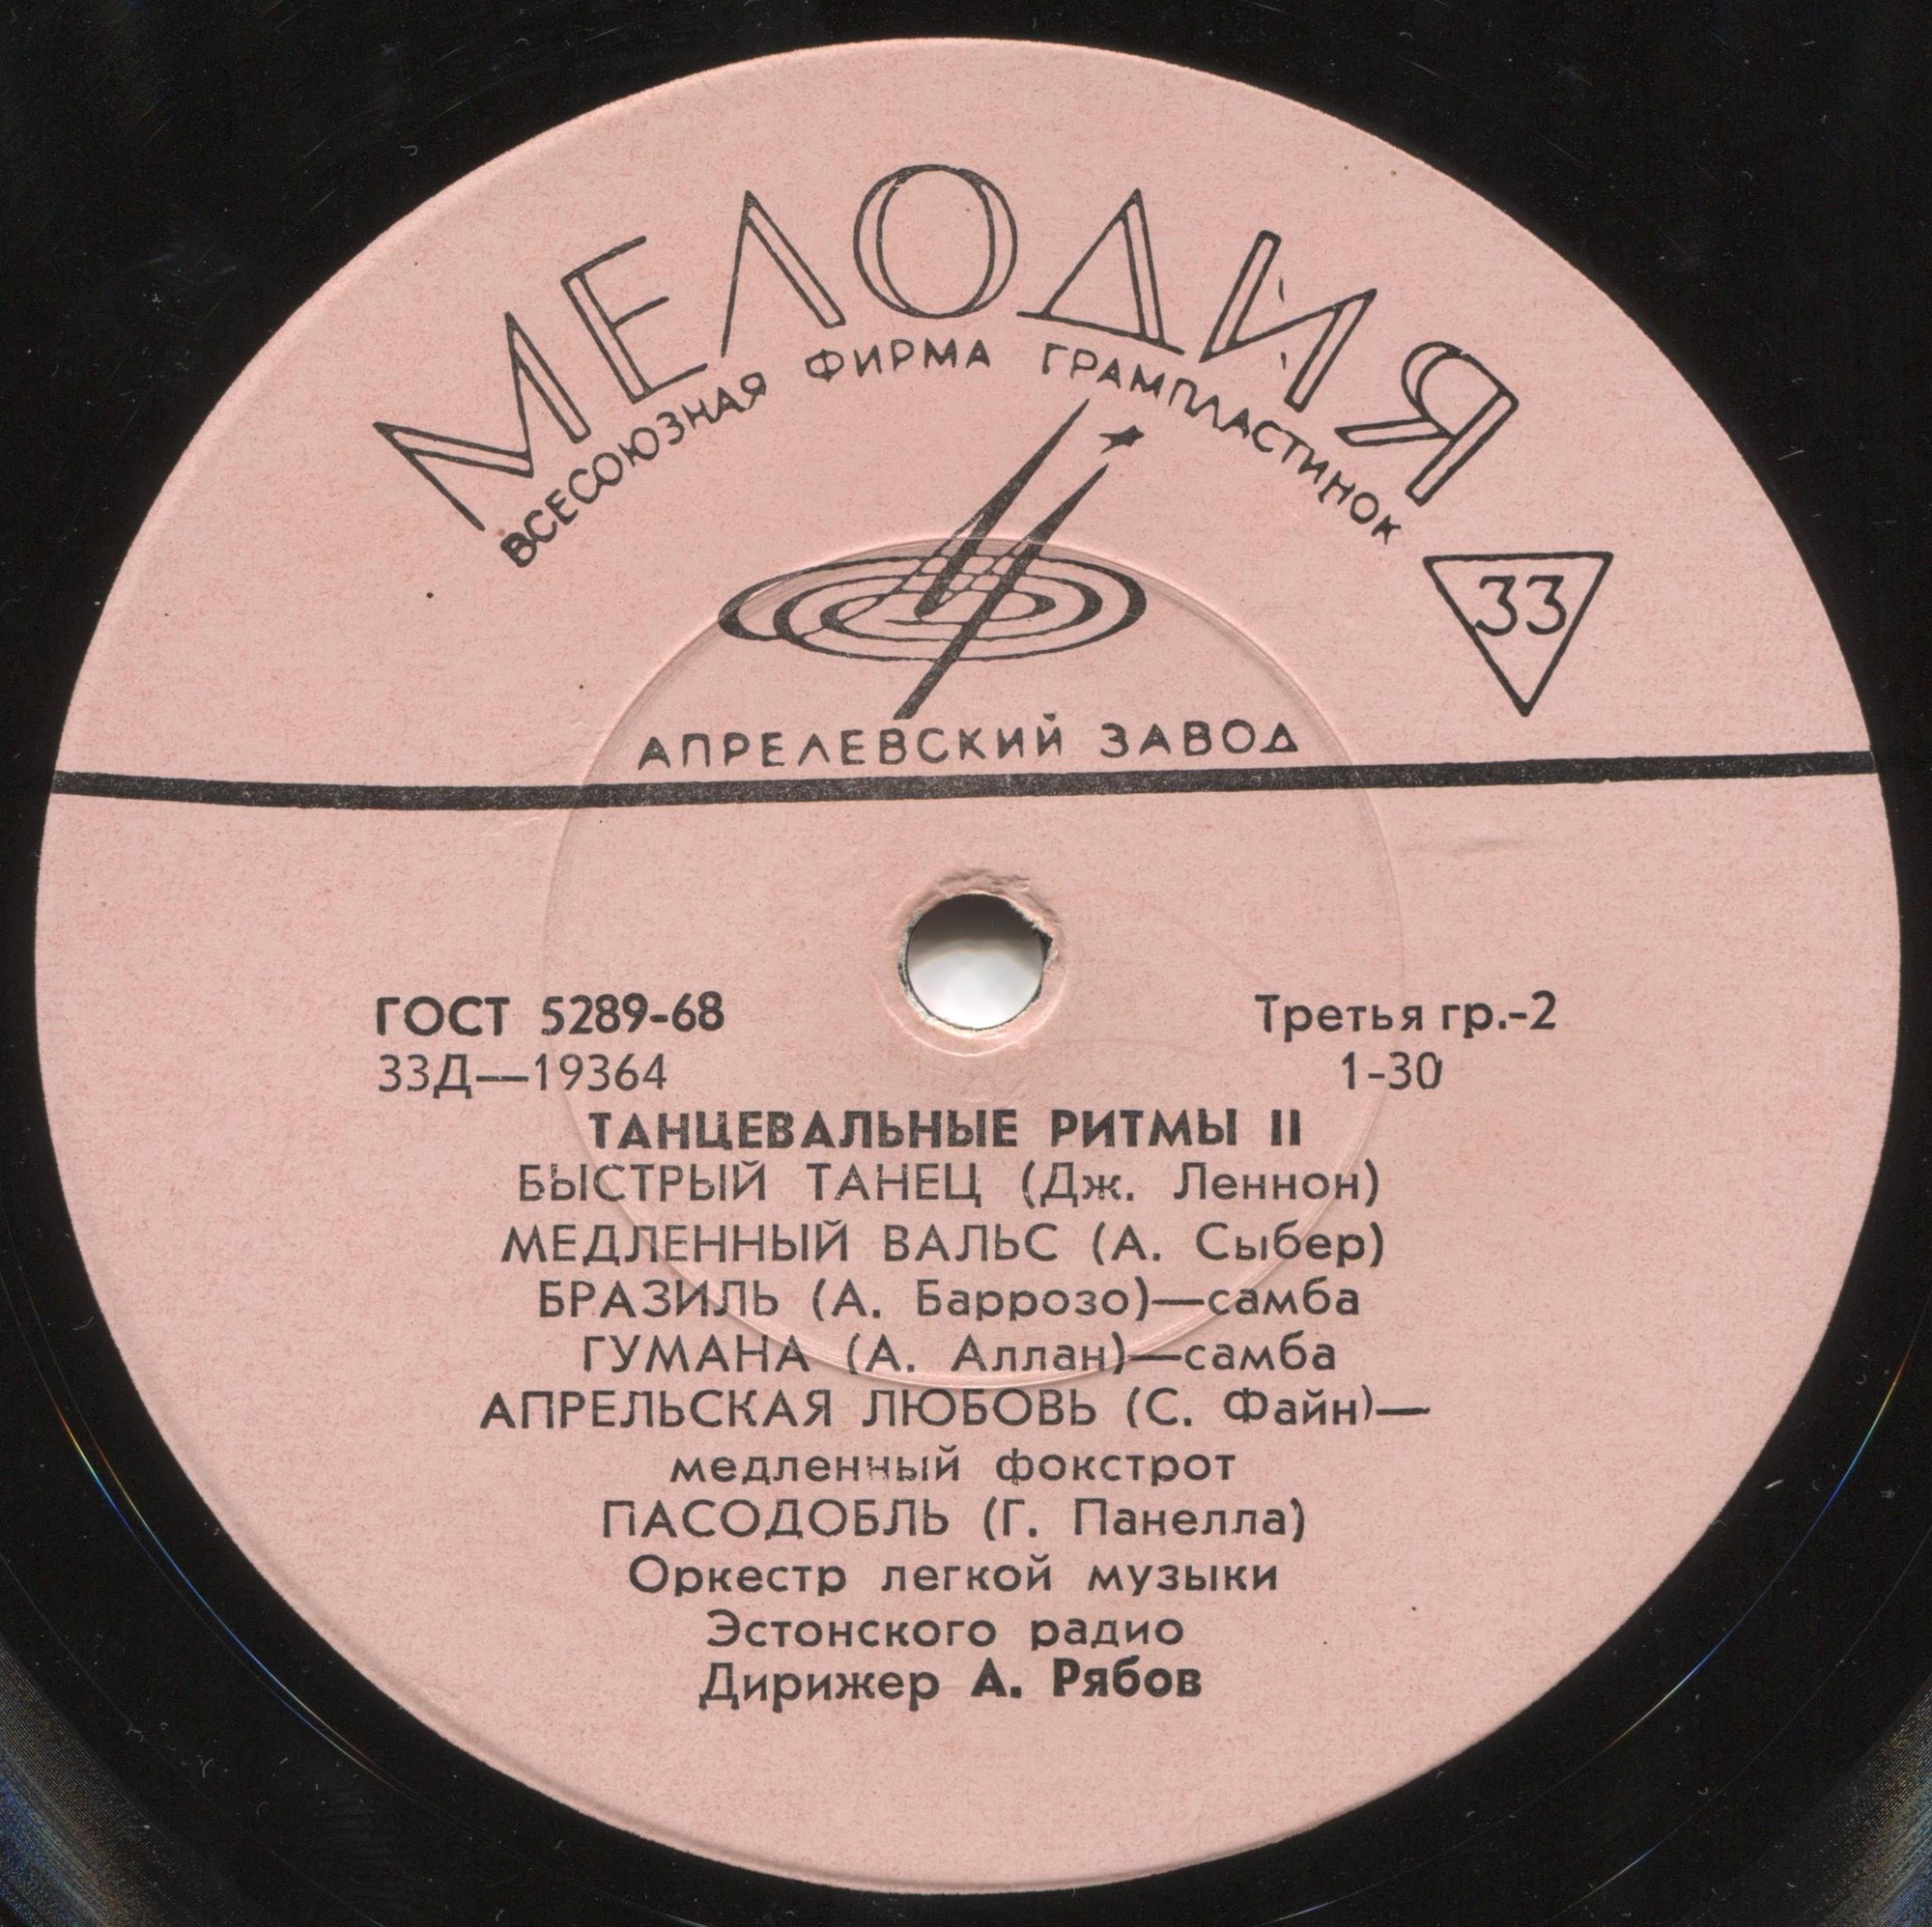 МЕЛОДИЯ
ВСЕСОЮЗНАЯ ФИРМА ГРАМПЛАСТИНОК
33
АПРЕЛЕВСКИЙ ЗАВОД
ГОСТ 5289-68 Третья гр.-2
33Д—19364 1-30
ТАНЦЕВАЛЬНЫЕ РИТМЫ II
БЫСТРЫЙ ТАНЕЦ (Дж. Леннон)
МЕДЛЕННЫЙ ВАЛЬС (А. Сыбер)
БРАЗИЛЬ (А. Баррозо)—самба
ГУМАНА (А. Аллан)—самба
АПРЕЛЬСКАЯ ЛЮБОВЬ (С. Файн)—
медленный фокстрот
ПАСОДОБЛЬ (Г. Панелла)
Оркестр легкой музыки
Эстонского радио
Дирижер А. Рябов